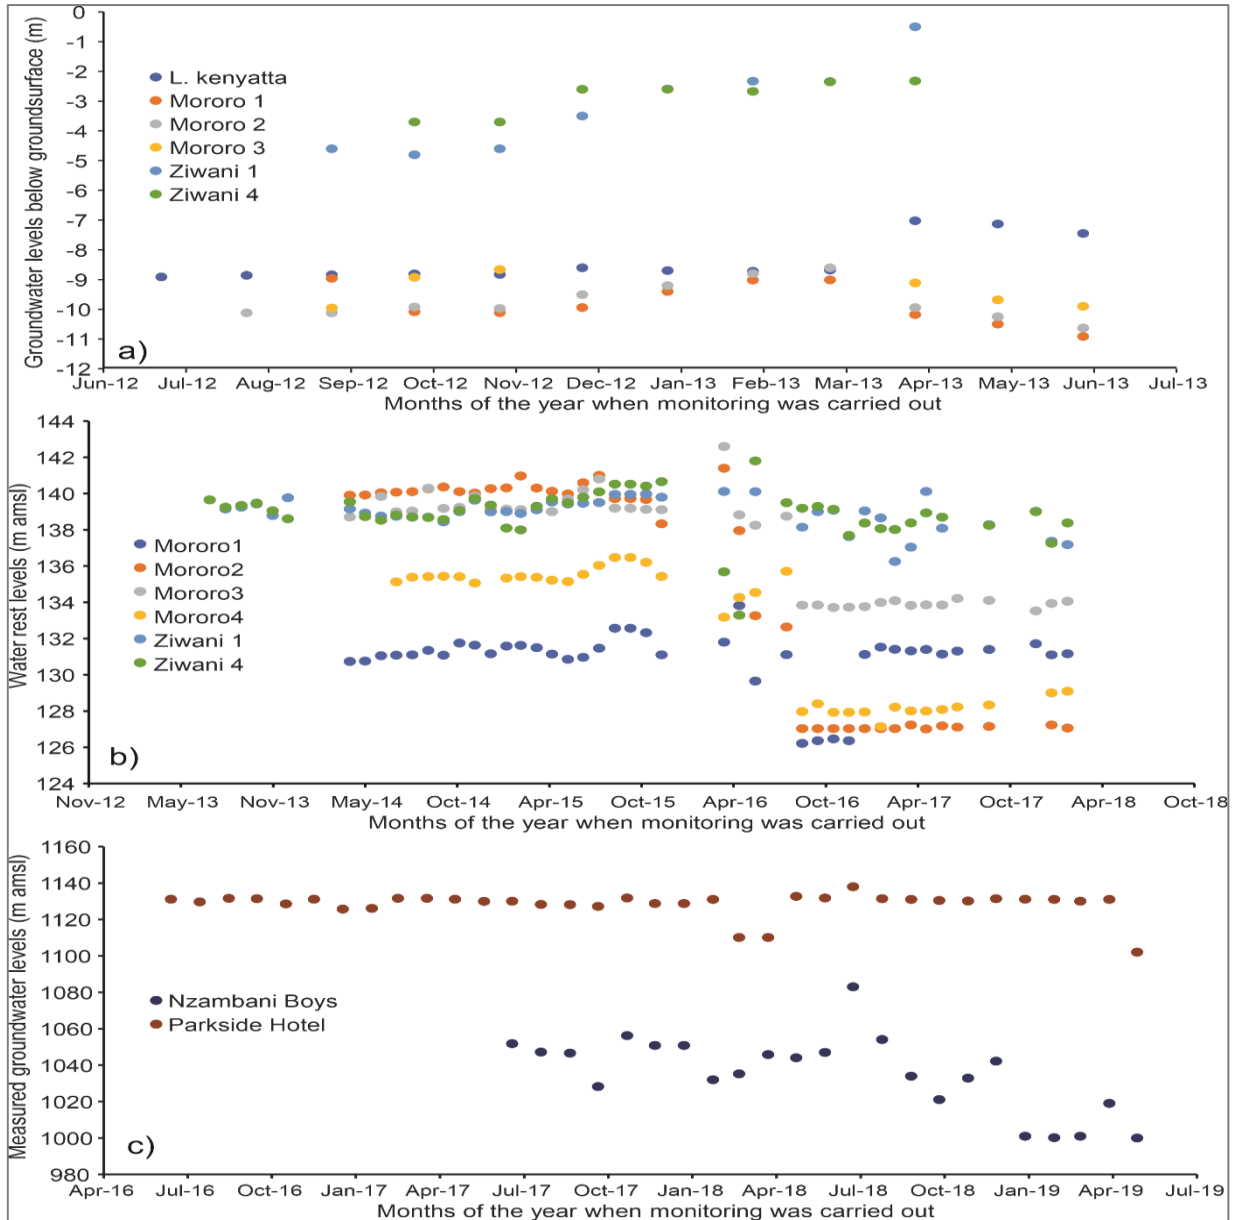 Groundwater levels below groundsurface (m)
0
-1
-2
-3
-4
-5
-6
-7
-8
-9
-10
-11
-12
L. kenyatta
Mororo 1
Mororo 2
Mororo 3
Ziwani 1
Ziwani 4
a)
Jun-12 Jul-12 Aug-12 Sep-12 Oct-12 Nov-12 Dec-12 Jan-13 Feb-13 Mar-13 Apr-13 May-13 Jun-13 Jul-13
Months of the year when monitoring was carried out
Water rest levels (m amsl)
144
142
140
138
136
134
132
130
128
126
124
Mororo1
Mororo2
Mororo3
Mororo4
Ziwani 1
Ziwani 4
b)
Nov-12 May-13 Nov-13 May-14 Oct-14 Apr-15 Oct-15 Apr-16 Oct-16 Apr-17 Oct-17 Apr-18 Oct-18
Months of the year when monitoring was carried out
Measured groundwater levels (m amsl)
1160
1140
1120
1100
1080
1060
1040
1020
1000
980
Nzambani Boys
Parkside Hotel
c)
Apr-16 Jul-16 Oct-16 Jan-17 Apr-17 Jul-17 Oct-17 Jan-18 Apr-18 Jul-18 Oct-18 Jan-19 Apr-19 Jul-19
Months of the year when monitoring was carried out